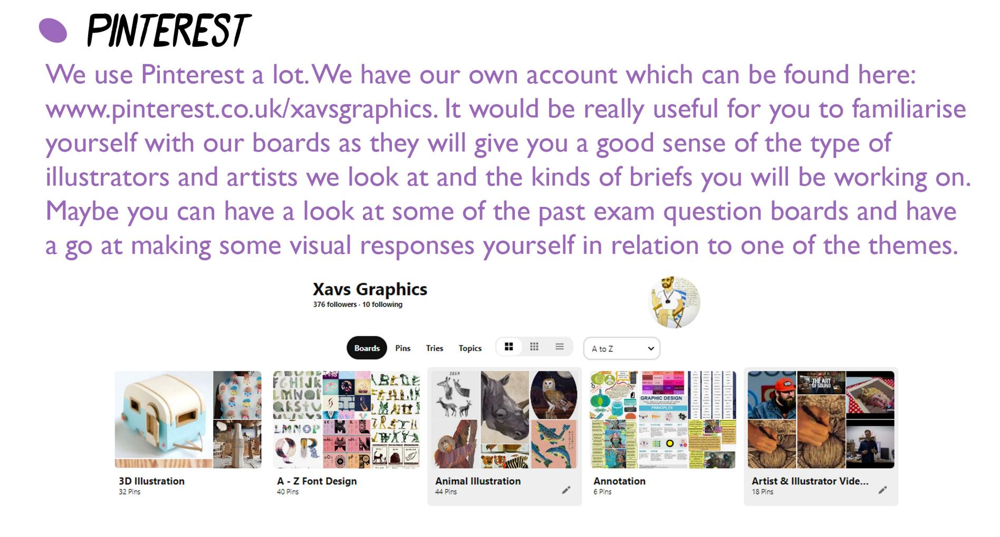 PINTEREST
We use Pinterest a lot. We have our own account which can be found here:
www.pinterest.co.uk/xavsgraphics. It would be really useful for you to familiarise
yourself with our boards as they will give you a good sense of the type of
illustrators and artists we look at and the kinds of briefs you will be working on.
Maybe you can have a look at some of the past exam question boards and have
a go at making some visual responses yourself in relation to one of the themes.
Xavs Graphics
376 followers · 10 following
Boards Pins Tries Topics A to Z
DEER
THE ART
OF SOUND
GRAPHIC DESIGN
PRINCIPLES
3D Illustration
32 Pins
A - Z Font Design
40 Pins
Animal Illustration
44 Pins
Annotation
6 Pins
Artist & Illustrator Vide...
18 Pins